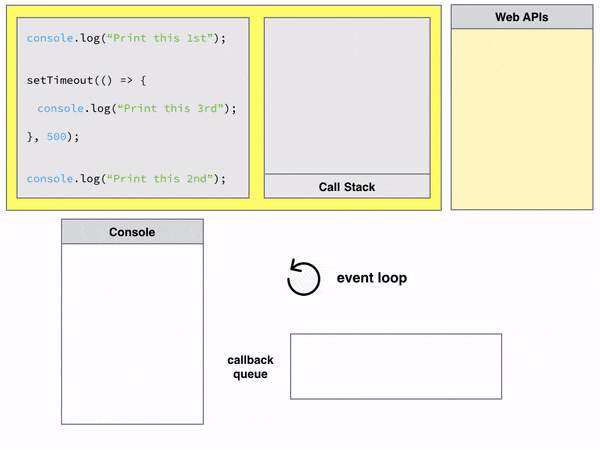 console.log(“Print this 1st”);
setTimeout(() => {
console.log(“Print this 3rd”);
}, 500);
console.log(“Print this 2nd”);
Call Stack
Web APIs
Console
event loop
callback
queue